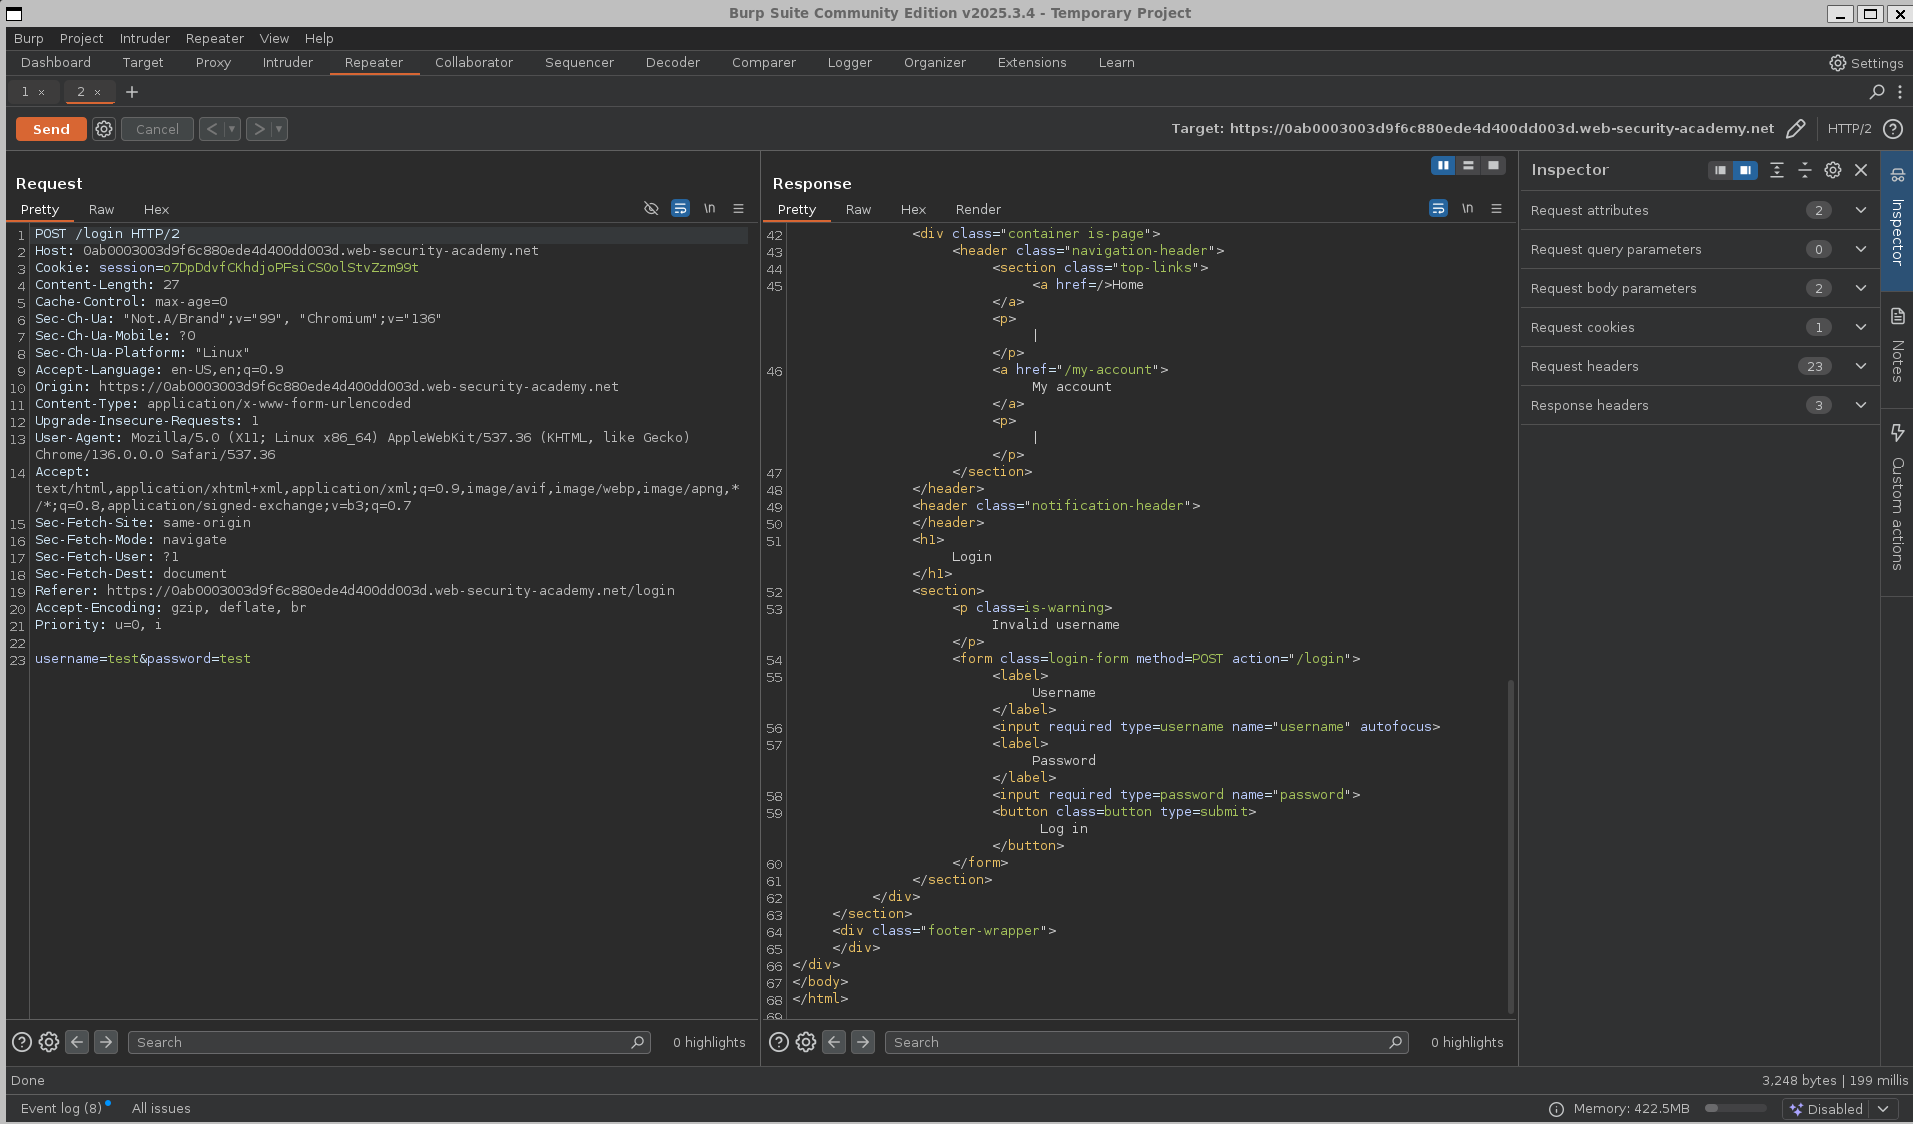 Burp Suite Community Edition v2025.3.4 - Temporary Project
Burp Project Intruder Repeater View Help
Dashboard Target Proxy Intruder Repeater Collaborator Sequencer Decoder Comparer Logger Organizer Extensions Learn Settings
1 × 2 × +
Send Cancel < > Target: https://0ab0003003d9f6c880ede4d400dd003d.web-security-academy.net HTTP/2
Request
Pretty Raw Hex \n
1 POST /login HTTP/2
2 Host: 0ab0003003d9f6c880ede4d400dd003d.web-security-academy.net
3 Cookie: session=o7DpDdvfCKhdjoPFsiCSOolStvZzm99t
4 Content-Length: 27
5 Cache-Control: max-age=0
6 Sec-Ch-Ua: "Not.A/Brand";v="99", "Chromium";v="136"
7 Sec-Ch-Ua-Mobile: ?0
8 Sec-Ch-Ua-Platform: "Linux"
9 Accept-Language: en-US,en;q=0.9
10 Origin: https://0ab0003003d9f6c880ede4d400dd003d.web-security-academy.net
11 Content-Type: application/x-www-form-urlencoded
12 Upgrade-Insecure-Requests: 1
13 User-Agent: Mozilla/5.0 (X11; Linux x86_64) AppleWebKit/537.36 (KHTML, like Gecko)
Chrome/136.0.0.0 Safari/537.36
14 Accept:
text/html,application/xhtml+xml,application/xml;q=0.9,image/avif,image/webp,image/apng,*
/*;q=0.8,application/signed-exchange;v=b3;q=0.7
15 Sec-Fetch-Site: same-origin
16 Sec-Fetch-Mode: navigate
17 Sec-Fetch-User: ?1
18 Sec-Fetch-Dest: document
19 Referer: https://0ab0003003d9f6c880ede4d400dd003d.web-security-academy.net/login
20 Accept-Encoding: gzip, deflate, br
21 Priority: u=0, i
22
23 username=test&password=test
Search 0 highlights
Response
Pretty Raw Hex Render \n
42 <div class="container is-page">
43 <header class="navigation-header">
44 <section class="top-links">
45 <a href=/>Home
</a>
<p>
|
</p>
46 <a href="/my-account">
My account
</a>
<p>
|
</p>
47 </section>
48 </header>
49 <header class="notification-header">
50 </header>
51 <h1>
Login
</h1>
52 <section>
53 <p class=is-warning>
Invalid username
</p>
54 <form class=login-form method=POST action="/login">
55 <label>
Username
</label>
56 <input required type=username name="username" autofocus>
57 <label>
Password
</label>
58 <input required type=password name="password">
59 <button class=button type=submit>
Log in
</button>
60 </form>
61 </section>
62 </div>
63 </section>
64 <div class="footer-wrapper">
65 </div>
66 </div>
67 </body>
68 </html>
69
Search 0 highlights
Inspector
Request attributes 2
Request query parameters 0
Request body parameters 2
Request cookies 1
Request headers 23
Response headers 3
Inspector
Notes
Custom actions
Done 3,248 bytes | 199 millis
Event log (8) All issues Memory: 422.5MB Disabled